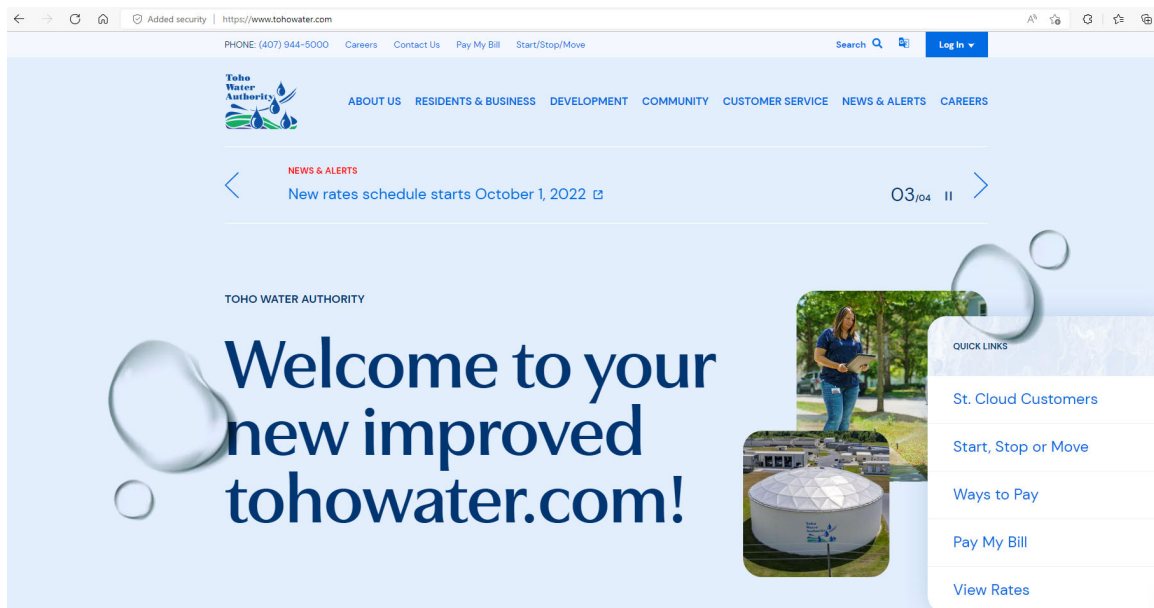 Added security | https://www.tohowater.com
PHONE: (407) 944-5000 Careers Contact Us Pay My Bill Start/Stop/Move Search Log In
Toho
Water
Authority
ABOUT US RESIDENTS & BUSINESS DEVELOPMENT COMMUNITY CUSTOMER SERVICE NEWS & ALERTS CAREERS
NEWS & ALERTS
New rates schedule starts October 1, 2022
03/04
TOHO WATER AUTHORITY
Welcome to your
new improved
tohowater.com!
QUICK LINKS
St. Cloud Customers
Start, Stop or Move
Ways to Pay
Pay My Bill
View Rates
Toho
Water
Authority